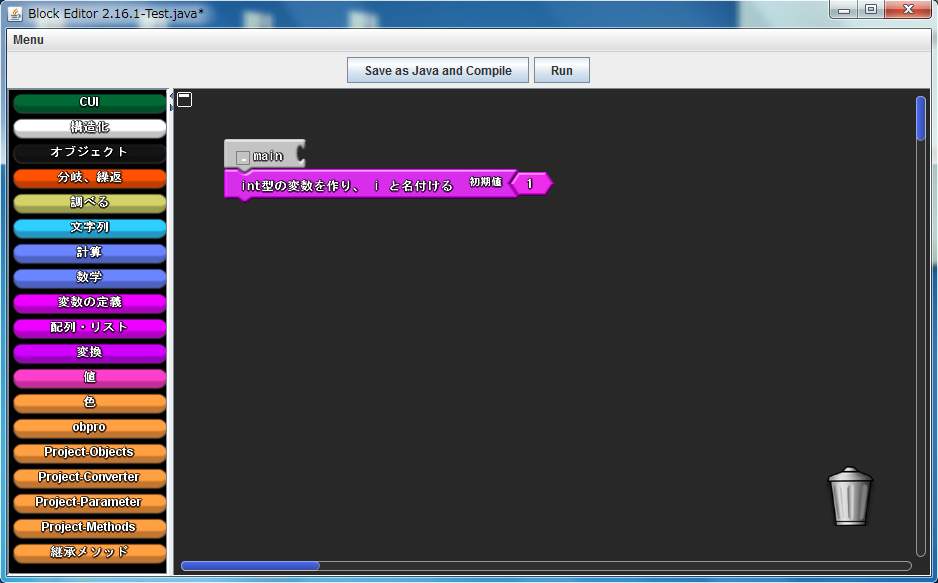 Block Editor 2.16.1-Test.java*
Menu
Save as Java and Compile
Run
CUI
構造化
オブジェクト
分岐、繰返
調べる
文字列
計算
数学
変数の定義
配列・リスト
変換
値
色
obpro
Project-Objects
Project-Converter
Project-Parameter
Project-Methods
継承メソッド
main
int型の変数を作り、 i と名付ける 初期値 1